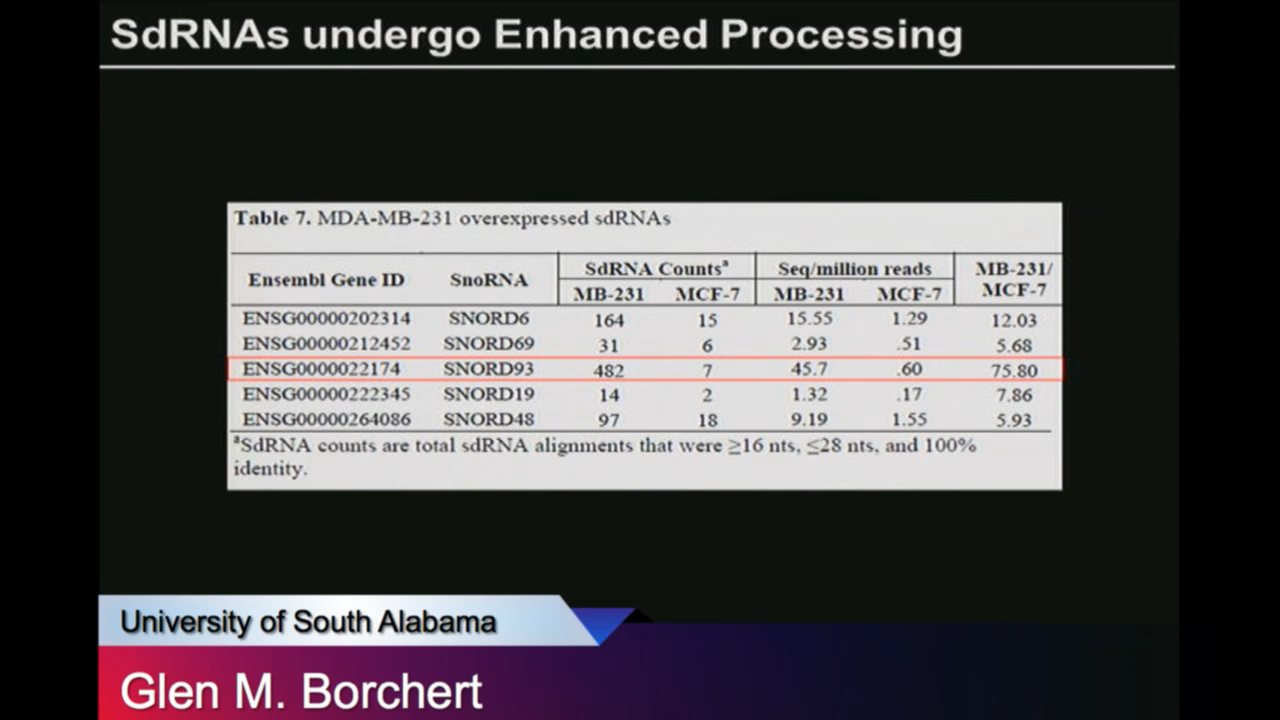 SdRNAs undergo Enhanced Processing
Table 7. MDA-MB-231 overexpressed sdRNAs
Ensembl Gene ID SnoRNA SdRNA Countsª Seq/million reads MB-231/
MB-231 MCF-7 MB-231 MCF-7 MCF-7
ENSG00000202314 SNORD6 164 15 15.55 1.29 12.03
ENSG00000212452 SNORD69 31 6 2.93 .51 5.68
ENSG0000022174 SNORD93 482 7 45.7 .60 75.80
ENSG00000222345 SNORD19 14 2 1.32 .17 7.86
ENSG00000264086 SNORD48 97 18 9.19 1.55 5.93
ªSdRNA counts are total sdRNA alignments that were ≥16 nts, ≤28 nts, and 100%
identity.
University of South Alabama
Glen M. Borchert